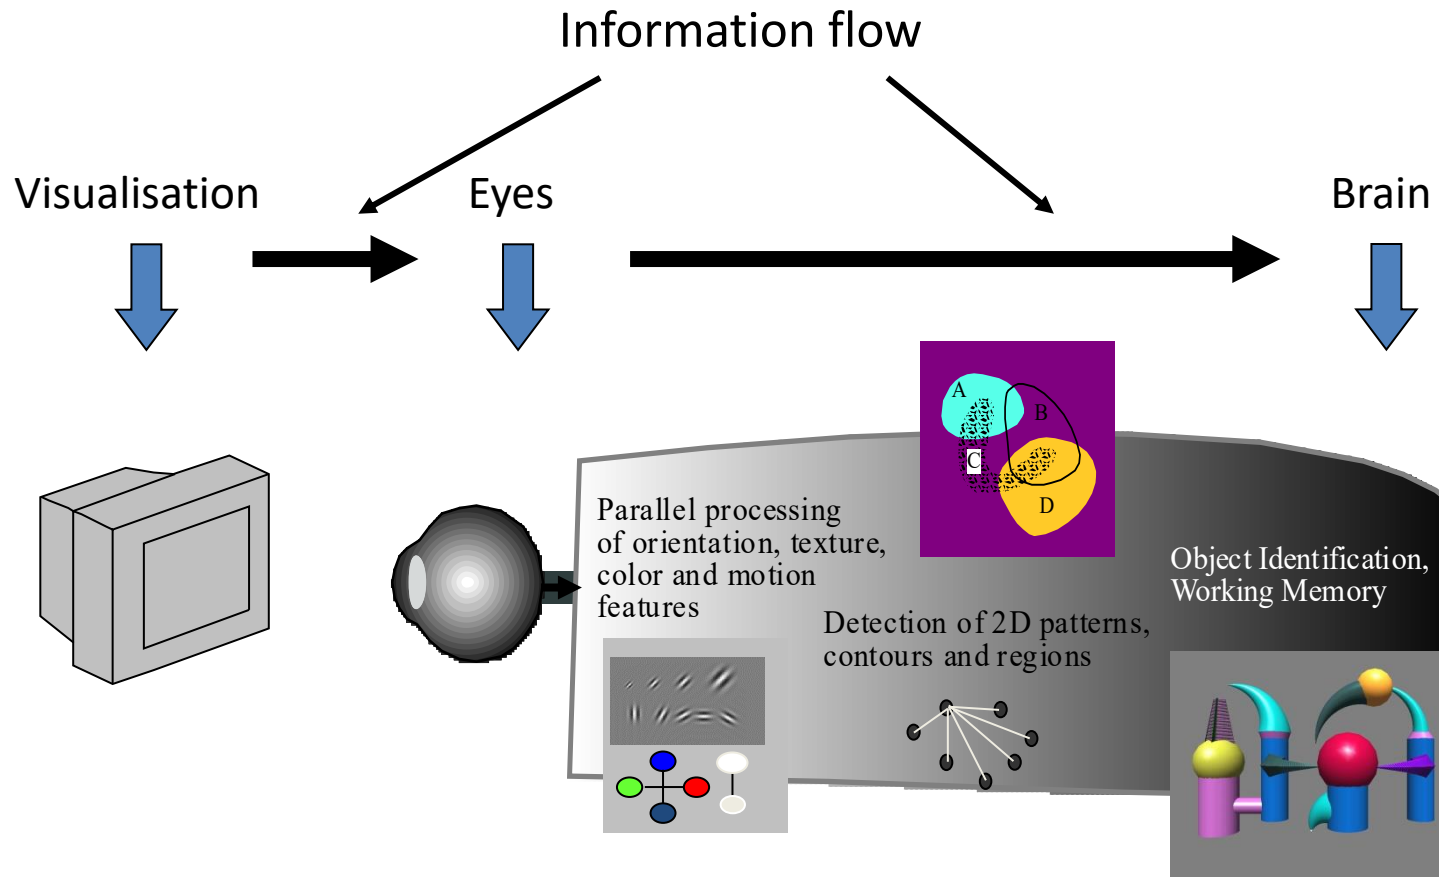 Information flow
Visualisation
Eyes
Brain
A
B
C
D
Parallel processing
of orientation, texture,
color and motion
features
Detection of 2D patterns,
contours and regions
Object Identification,
Working Memory